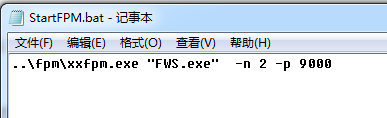 StartFPM.bat - 记事本
文件(F) 编辑(E) 格式(O) 查看(V) 帮助(H)
..\fpm\xxfpm.exe "FWS.exe"  -n 2 -p 9000